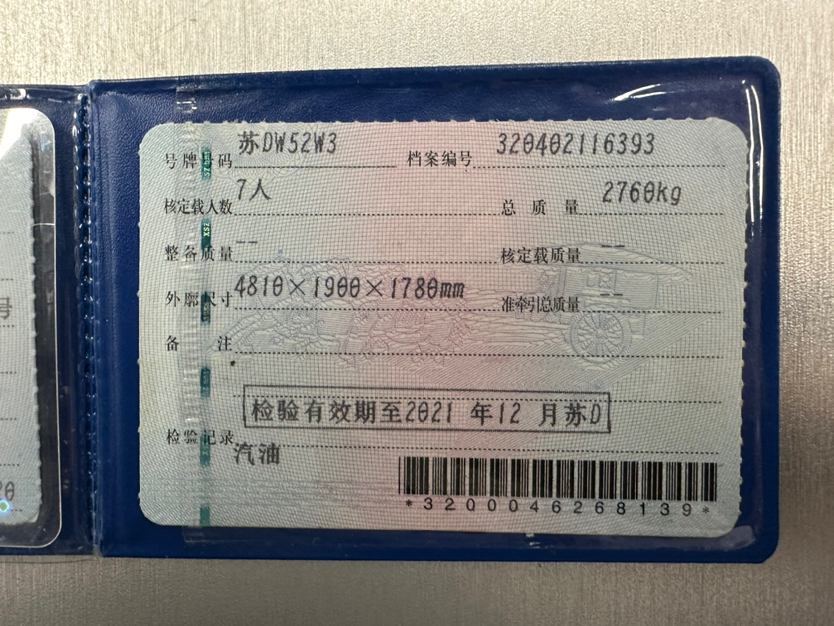 号牌号码 苏DW52W3 档案编号 320402116393
核定载人数 7人 总质量 2760kg
整备质量 -- 核定载质量 --
外廓尺寸 4810×1900×1780mm 准牵引总质量 --
备注
检验有效期至2021年12月苏D
检验记录
汽油
*3200046268139*
号
20